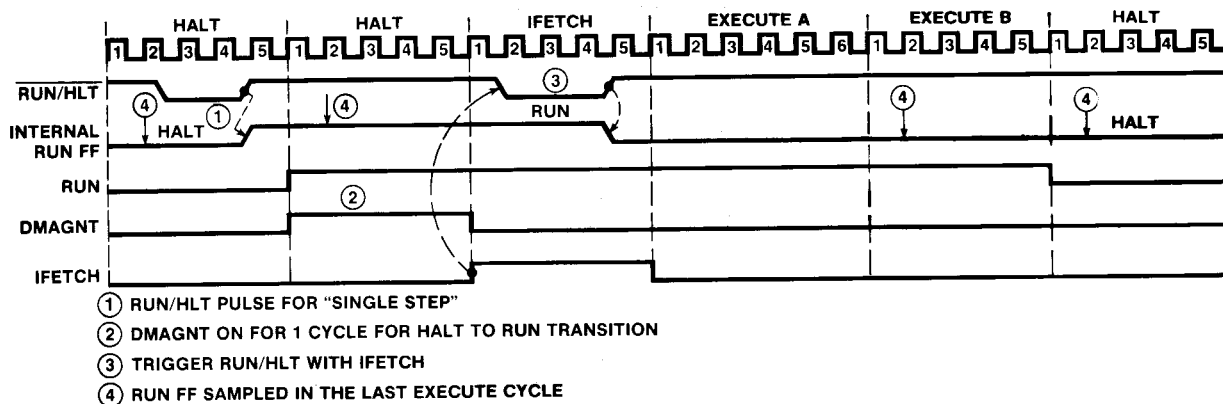 HALT HALT IFETCH EXECUTE A EXECUTE B HALT
1 2 3 4 5 1 2 3 4 5 1 2 3 4 5 1 2 3 4 5 6 1 2 3 4 5 1 2 3 4 5
RUN/HLT 4 1 4 3 RUN 4 4
INTERNAL RUN FF HALT HALT
RUN
2
DMAGNT
IFETCH
1 RUN/HLT PULSE FOR "SINGLE STEP"
2 DMAGNT ON FOR 1 CYCLE FOR HALT TO RUN TRANSITION
3 TRIGGER RUN/HLT WITH IFETCH
4 RUN FF SAMPLED IN THE LAST EXECUTE CYCLE